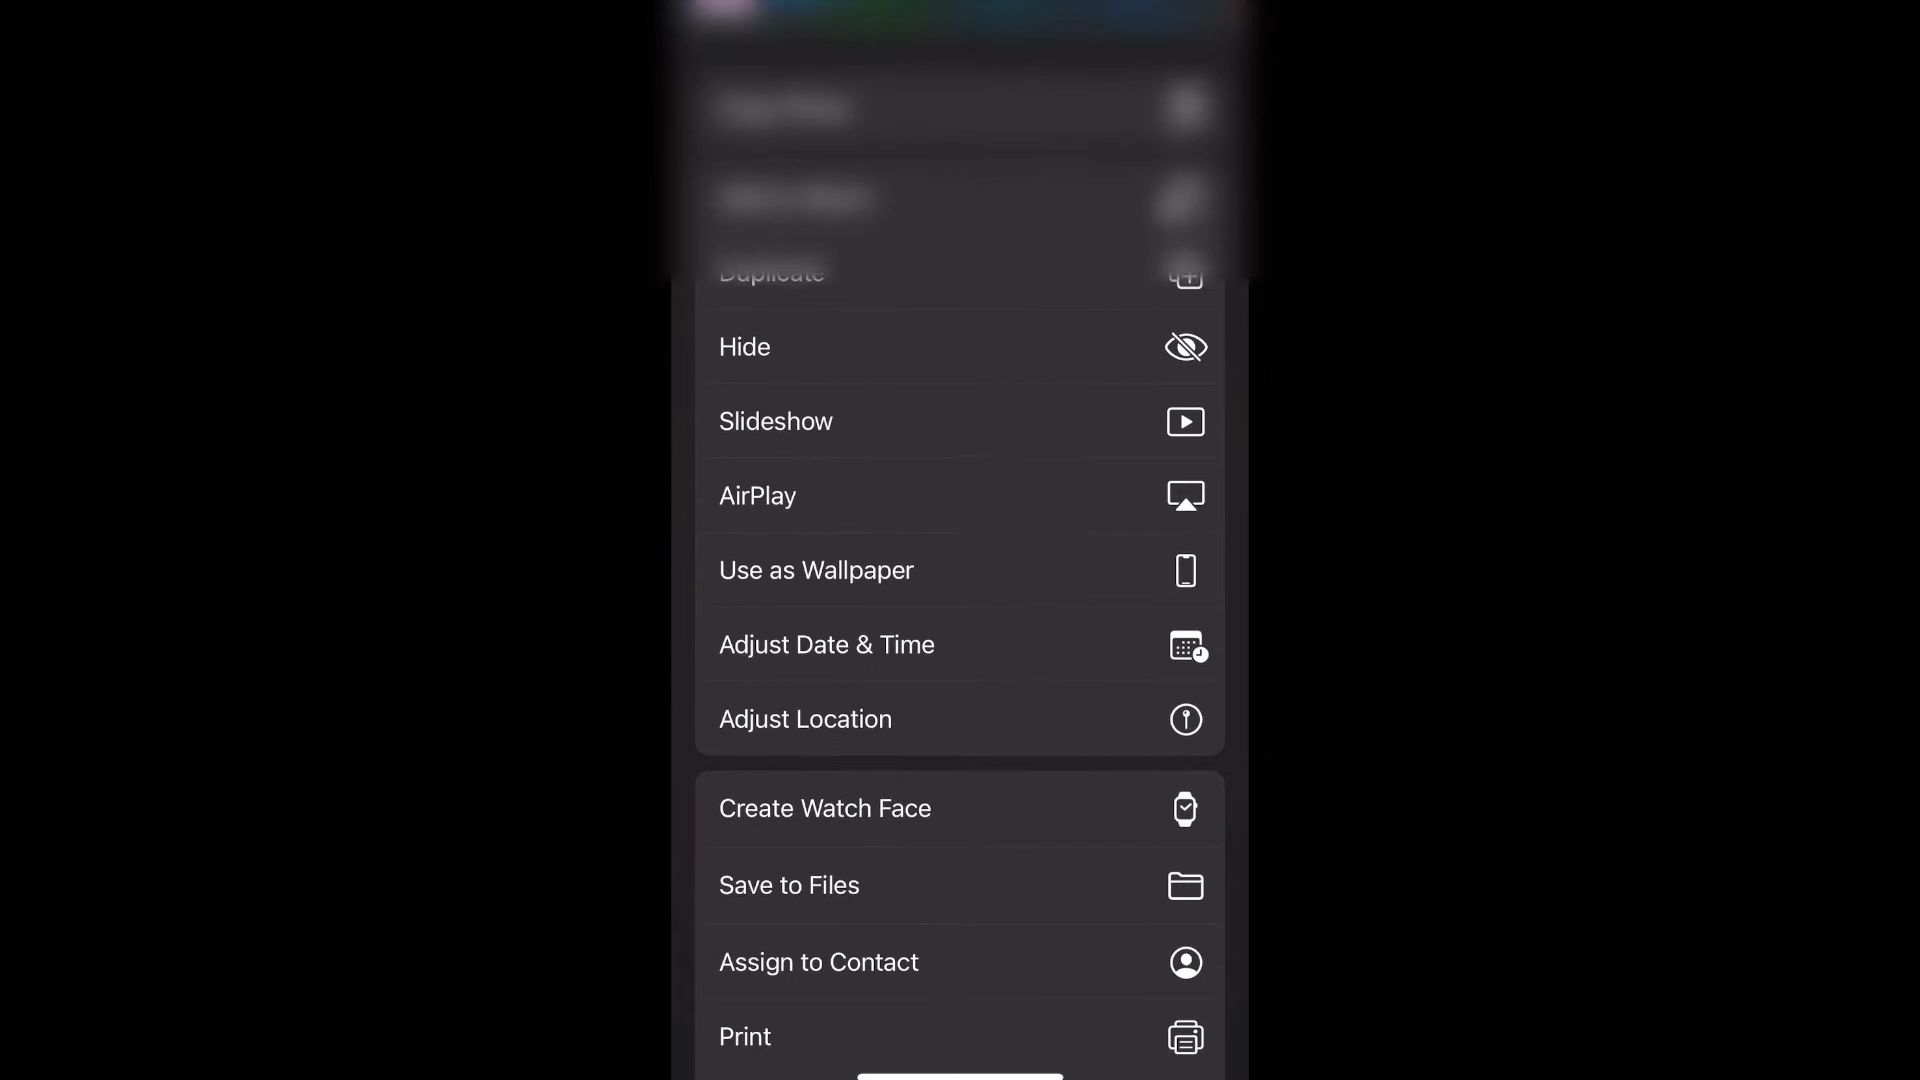 Duplicate
Hide
Slideshow
AirPlay
Use as Wallpaper
Adjust Date & Time
Adjust Location
Create Watch Face
Save to Files
Assign to Contact
Print